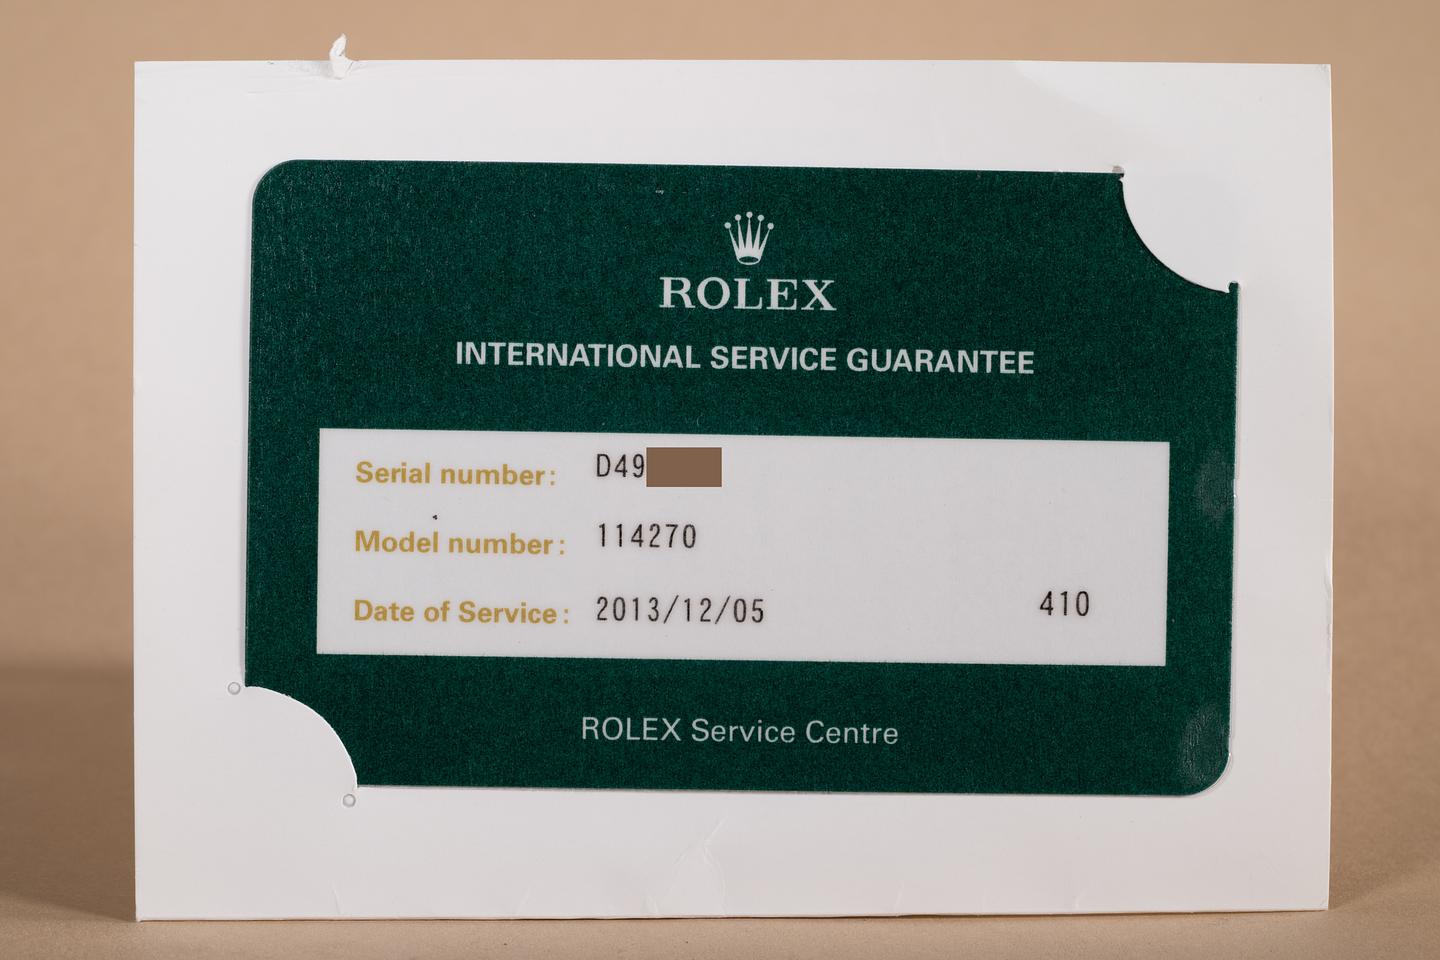 ROLEX
INTERNATIONAL SERVICE GUARANTEE
Serial number: D49
Model number: 114270
Date of Service: 2013/12/05 410
ROLEX Service Centre